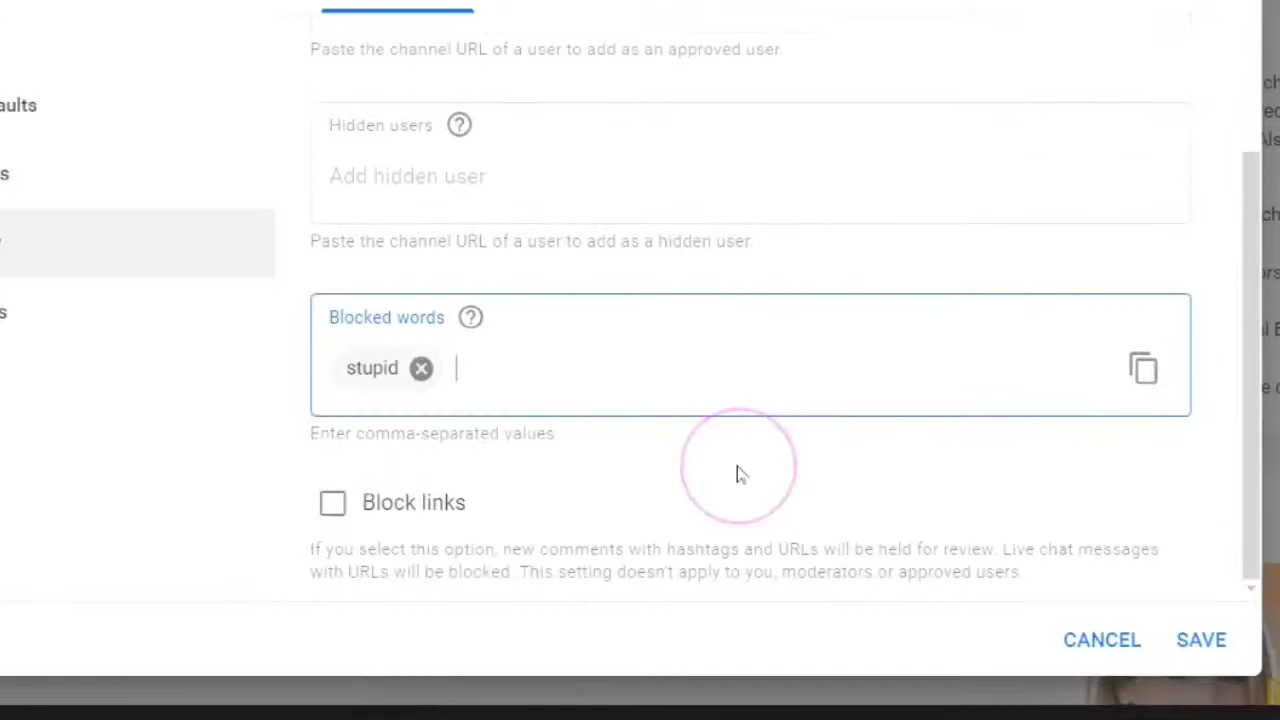 Paste the channel URL of a user to add as an approved user.
aults
Hidden users
Add hidden user
s
Paste the channel URL of a user to add as a hidden user.
Blocked words
s
stupid
Enter comma-separated values
Block links
If you select this option, new comments with hashtags and URLs will be held for review. Live chat messages
with URLs will be blocked. This setting doesn't apply to you, moderators or approved users.
CANCEL SAVE